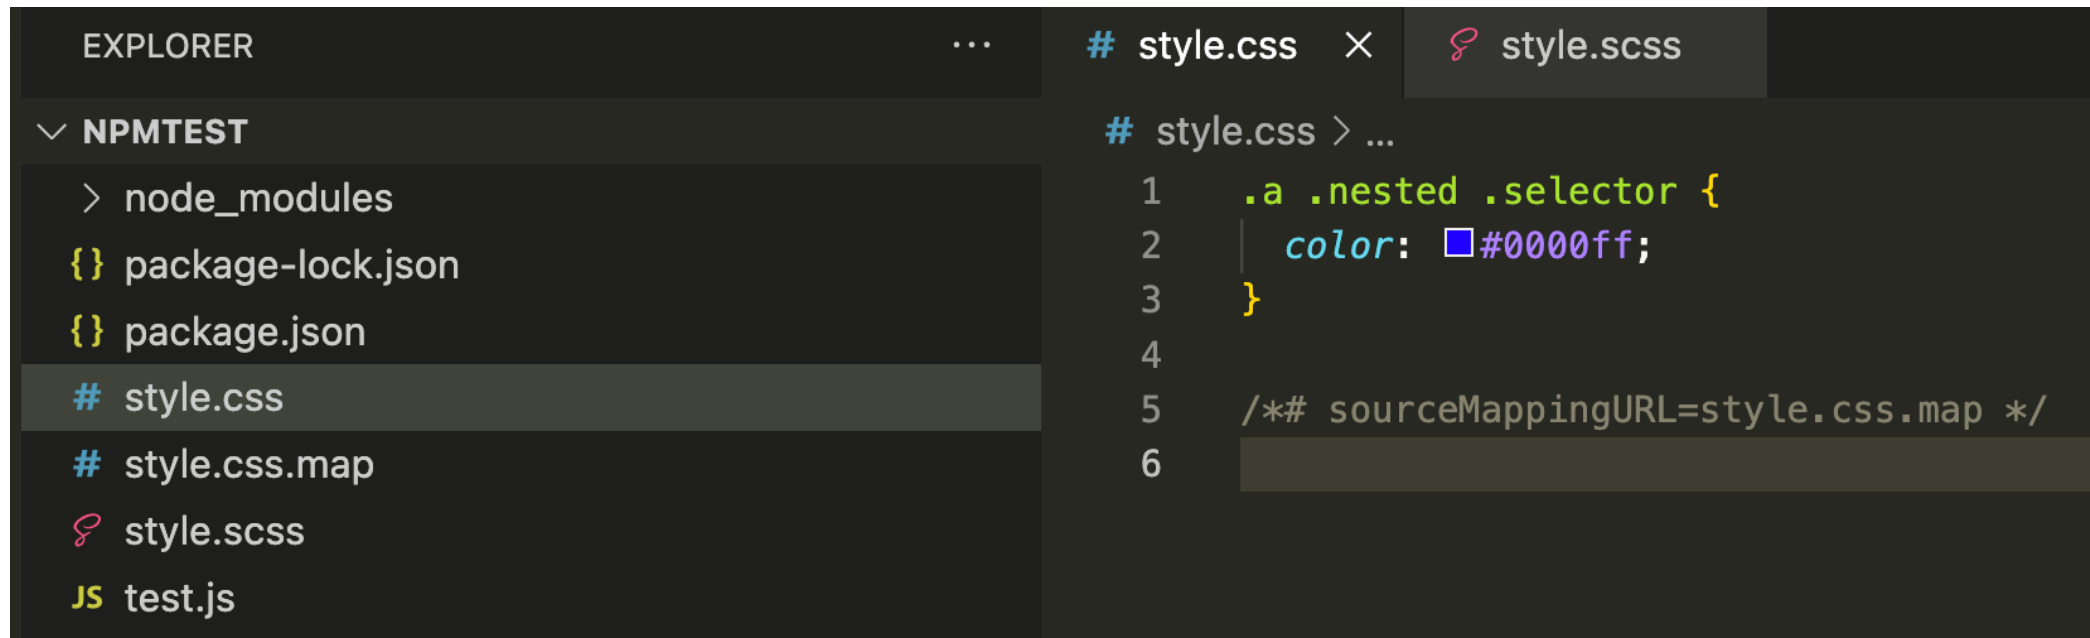 EXPLORER ...
NPMTEST
node_modules
{} package-lock.json
{} package.json
# style.css
# style.css.map
style.scss
JS test.js
# style.css × style.scss
# style.css > ...
1 .a .nested .selector {
2 color: #0000ff;
3 }
4
5 /*# sourceMappingURL=style.css.map */
6